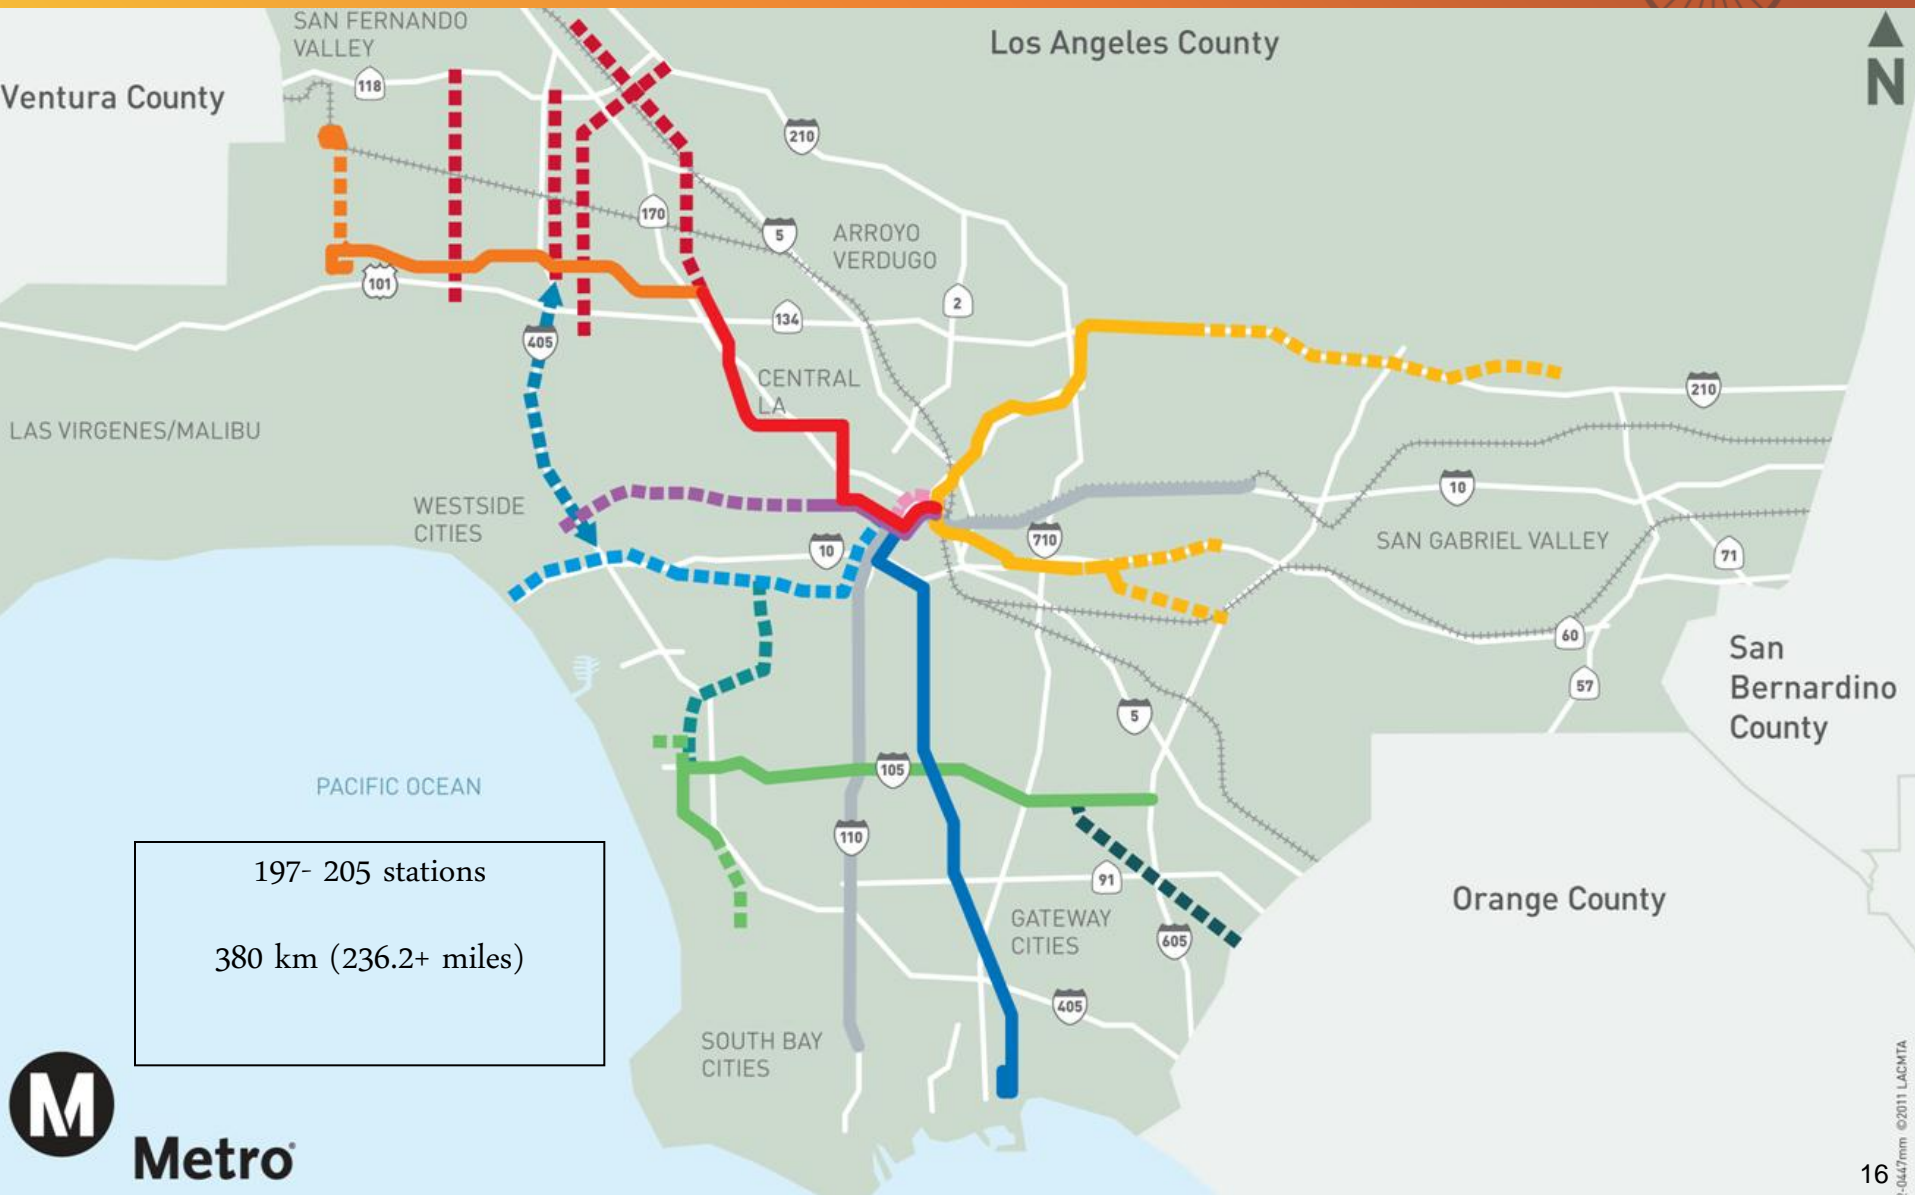 SAN FERNANDO
VALLEY
Los Angeles County
N
Ventura County
118
210
170
5
ARROYO
VERDUGO
101
2
134
405
CENTRAL
LA
210
LAS VIRGENES/MALIBU
10
WESTSIDE
CITIES
710
SAN GABRIEL VALLEY
10
71
60
San
Bernardino
County
57
5
105
PACIFIC OCEAN
110
197- 205 stations
380 km (236.2+ miles)
91
Orange County
GATEWAY
CITIES
605
405
SOUTH BAY
CITIES
M
Metro
16
-0447mm ©2011 LACMTA